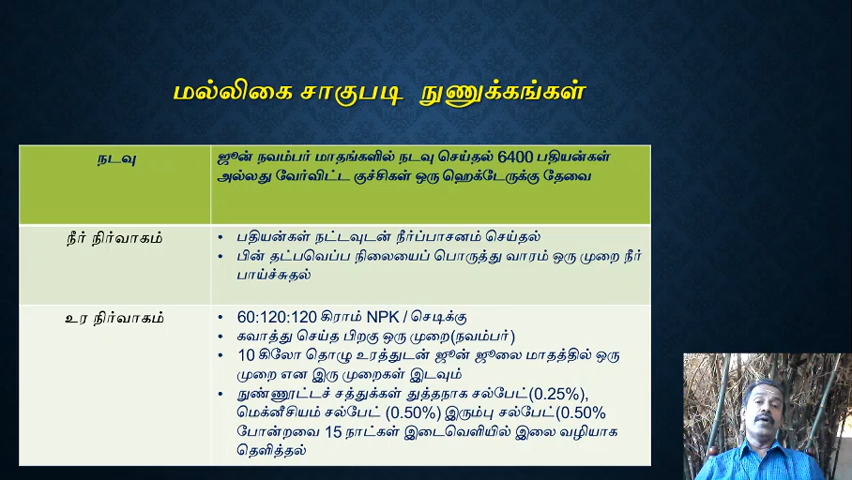 மல்லிகை சாகுபடி நுணுக்கங்கள்
நடவு
ஜூன் நவம்பர் மாதங்களில் நடவு செய்தல் 6400 பதியன்கள்
அல்லது வேர்விட்ட குச்சிகள் ஒரு ஹெக்டேருக்கு தேவை
நீர் நிர்வாகம்
• பதியன்கள் நட்டவுடன் நீர்ப்பாசனம் செய்தல்
• பின் தட்பவெப்ப நிலையைப் பொருத்து வாரம் ஒரு முறை நீர்
பாய்ச்சுதல்
உர நிர்வாகம்
• 60:120:120 கிராம் NPK / செடிக்கு
• கவாத்து செய்த பிறகு ஒரு முறை(நவம்பர்)
• 10 கிலோ தொழு உரத்துடன் ஜூன் ஜூலை மாதத்தில் ஒரு
முறை என இரு முறைகள் இடவும்
• நுண்ணூட்டச் சத்துக்கள் துத்தநாக சல்பேட்(0.25%),
மெக்னீசியம் சல்பேட் (0.50%) இரும்பு சல்பேட்(0.50%
போன்றவை 15 நாட்கள் இடைவெளியில் இலை வழியாக
தெளித்தல்